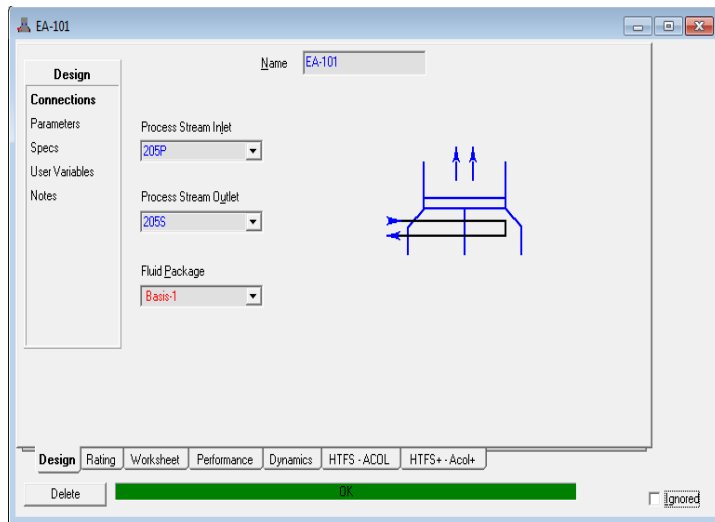 EA-101
Design
Connections
Parameters
Specs
User Variables
Notes
Name EA-101
Process Stream Inlet
205P
Process Stream Outlet
205S
Fluid Package
Basis-1
Design Rating Worksheet Performance Dynamics HTFS - ACOL HTFS+ - Acol+
Delete OK Ignored